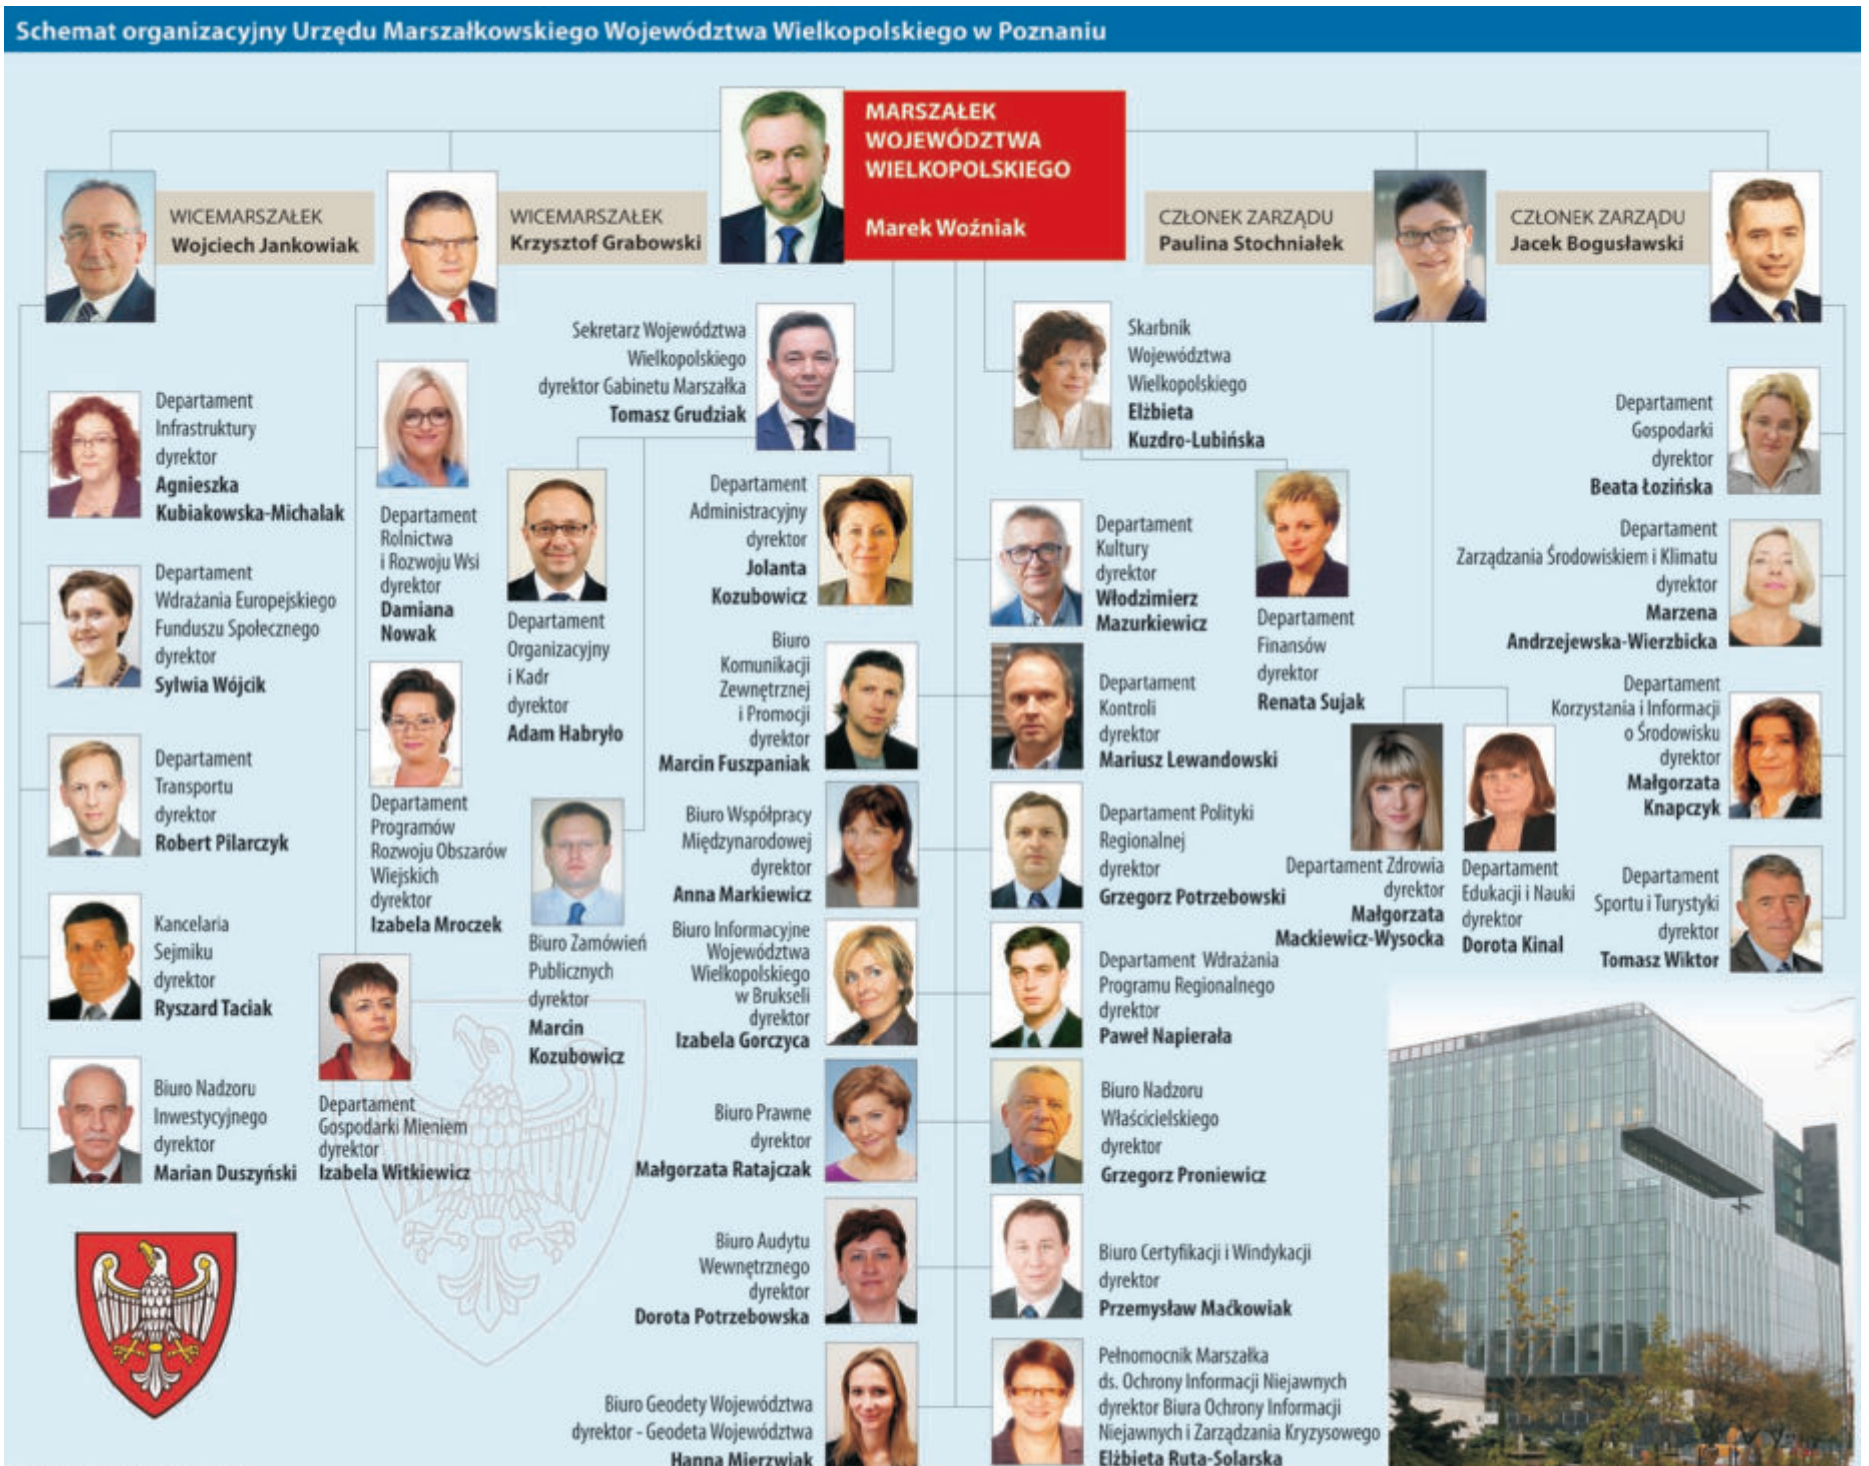 Schemat organizacyjny Urzędu Marszałkowskiego Województwa Wielkopolskiego w Poznaniu
MARSZAŁEK
WOJEWÓDZTWA
WIELKOPOLSKIEGO
Marek Woźniak
WICEMARSZAŁEK
Wojciech Jankowiak
WICEMARSZAŁEK
Krzysztof Grabowski
CZŁONEK ZARZĄDU
Paulina Stochniałek
CZŁONEK ZARZĄDU
Jacek Bogusławski
Departament
Infrastruktury
dyrektor
Agnieszka
Kubiakowska-Michalak
Departament
Wdrażania Europejskiego
Funduszu Społecznego
dyrektor
Sylwia Wójcik
Departament
Transportu
dyrektor
Robert Pilarczyk
Kancelaria
Sejmiku
dyrektor
Ryszard Taciak
Biuro Nadzoru
Inwestycyjnego
dyrektor
Marian Duszyński
Departament
Rolnictwa
i Rozwoju Wsi
dyrektor
Damiana
Nowak
Departament
Programów
Rozwoju Obszarów
Wiejskich
dyrektor
Izabela Mroczek
Departament
Gospodarki Mieniem
dyrektor
Izabela Witkiewicz
Sekretarz Województwa
Wielkopolskiego
dyrektor Gabinetu Marszałka
Tomasz Grudziak
Departament
Organizacyjny
i Kadr
dyrektor
Adam Habryło
Biuro Zamówień
Publicznych
dyrektor
Marcin
Kozubowicz
Departament
Administracyjny
dyrektor
Jolanta
Kozubowicz
Biuro
Komunikacji
Zewnętrznej
i Promocji
dyrektor
Marcin Fuszpaniak
Biuro Współpracy
Międzynarodowej
dyrektor
Anna Markiewicz
Biuro Informacyjne
Województwa
Wielkopolskiego
w Brukseli
dyrektor
Izabela Gorczyca
Biuro Prawne
dyrektor
Małgorzata Ratajczak
Biuro Audytu
Wewnętrznego
dyrektor
Dorota Potrzebowska
Biuro Geodety Województwa
dyrektor - Geodeta Województwa
Hanna Mierzwiak
Skarbnik
Województwa
Wielkopolskiego
Elżbieta
Kuzdro-Lubińska
Departament
Finansów
dyrektor
Renata Sujak
Departament
Kultury
dyrektor
Włodzimierz
Mazurkiewicz
Departament
Kontroli
dyrektor
Mariusz Lewandowski
Departament Polityki
Regionalnej
dyrektor
Grzegorz Potrzebowski
Departament Wdrażania
Programu Regionalnego
dyrektor
Paweł Napierała
Biuro Nadzoru
Właścicielskiego
dyrektor
Grzegorz Proniewicz
Biuro Certyfikacji i Windykacji
dyrektor
Przemysław Maćkowiak
Pełnomocnik Marszałka
ds. Ochrony Informacji Niejawnych
dyrektor Biura Ochrony Informacji
Niejawnych i Zarządzania Kryzysowego
Elżbieta Ruta-Solarska
Departament Zdrowia
dyrektor
Małgorzata
Mackiewicz-Wysocka
Departament
Edukacji i Nauki
dyrektor
Dorota Kinal
Departament
Gospodarki
dyrektor
Beata Łozińska
Departament
Zarządzania Środowiskiem i Klimatu
dyrektor
Marzena
Andrzejewska-Wierzbicka
Departament
Korzystania i Informacji
o Środowisku
dyrektor
Małgorzata
Knapczyk
Departament
Sportu i Turystyki
dyrektor
Tomasz Wiktor